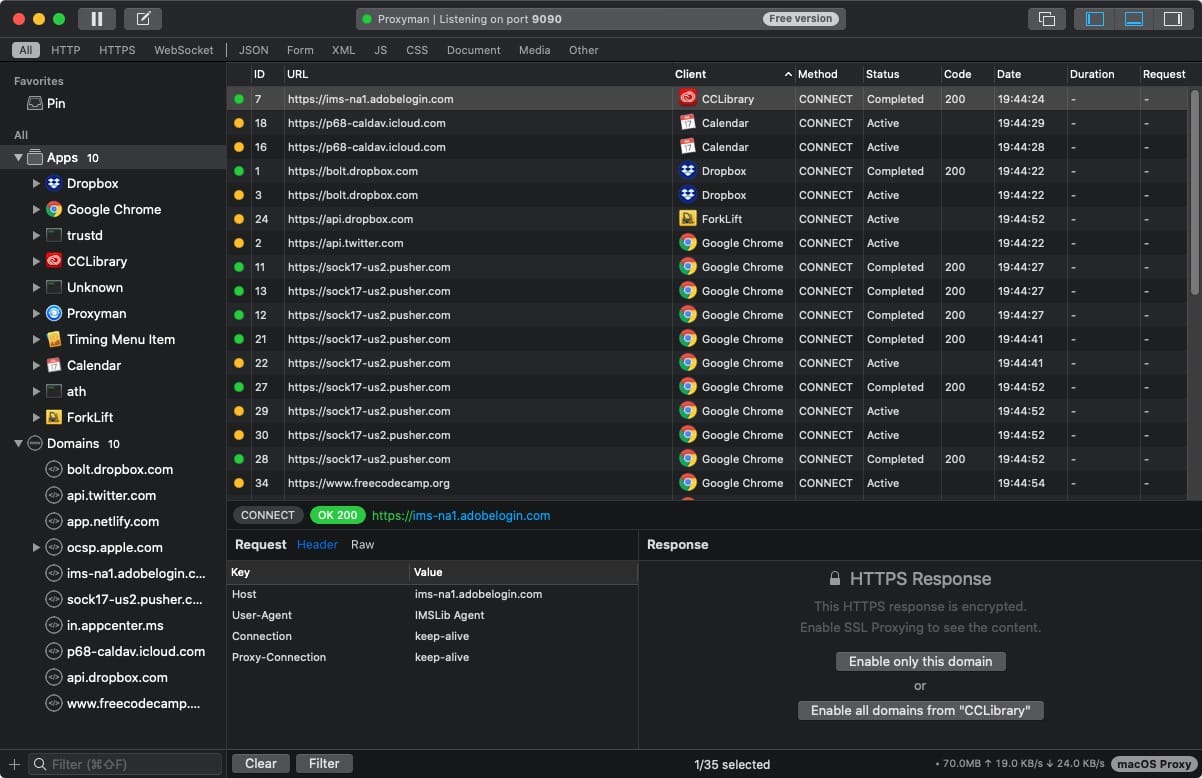 Proxyman | Listening on port 9090 Free version
All HTTP HTTPS WebSocket JSON Form XML JS CSS Document Media Other
Favorites
Pin
All
Apps 10
Dropbox
Google Chrome
trustd
CCLibrary
Unknown
Proxyman
Timing Menu Item
Calendar
ath
ForkLift
Domains 10
bolt.dropbox.com
api.twitter.com
app.netlify.com
ocsp.apple.com
ims-na1.adobelogin.c...
sock17-us2.pusher.c...
in.appcenter.ms
p68-caldav.icloud.com
api.dropbox.com
www.freecodecamp....
Filter (⌘⇧F)
ID URL Client Method Status Code Date Duration Request
7 https://ims-na1.adobelogin.com CCLibrary CONNECT Completed 200 19:44:24 - -
18 https://p68-caldav.icloud.com Calendar CONNECT Active 19:44:29 - -
16 https://p68-caldav.icloud.com Calendar CONNECT Active 19:44:28 - -
1 https://bolt.dropbox.com Dropbox CONNECT Completed 200 19:44:22 - -
3 https://bolt.dropbox.com Dropbox CONNECT Active 19:44:22 - -
24 https://api.dropbox.com ForkLift CONNECT Active 19:44:52 - -
2 https://api.twitter.com Google Chrome CONNECT Active 19:44:22 - -
11 https://sock17-us2.pusher.com Google Chrome CONNECT Completed 200 19:44:27 - -
13 https://sock17-us2.pusher.com Google Chrome CONNECT Completed 200 19:44:27 - -
12 https://sock17-us2.pusher.com Google Chrome CONNECT Completed 200 19:44:27 - -
21 https://sock17-us2.pusher.com Google Chrome CONNECT Completed 200 19:44:41 - -
22 https://sock17-us2.pusher.com Google Chrome CONNECT Active 19:44:41 - -
27 https://sock17-us2.pusher.com Google Chrome CONNECT Completed 200 19:44:52 - -
29 https://sock17-us2.pusher.com Google Chrome CONNECT Active 19:44:52 - -
30 https://sock17-us2.pusher.com Google Chrome CONNECT Active 19:44:52 - -
28 https://sock17-us2.pusher.com Google Chrome CONNECT Completed 200 19:44:52 - -
34 https://www.freecodecamp.org Google Chrome CONNECT Active 19:44:54 - -
CONNECT OK 200 https://ims-na1.adobelogin.com
Request Header Raw
Key Value
Host ims-na1.adobelogin.com
User-Agent IMSLib Agent
Connection keep-alive
Proxy-Connection keep-alive
Response
HTTPS Response
This HTTPS response is encrypted.
Enable SSL Proxying to see the content.
Enable only this domain
or
Enable all domains from "CCLibrary"
Clear Filter 1/35 selected • 70.0MB ↑ 19.0 KB/s ↓ 24.0 KB/s macOS Proxy